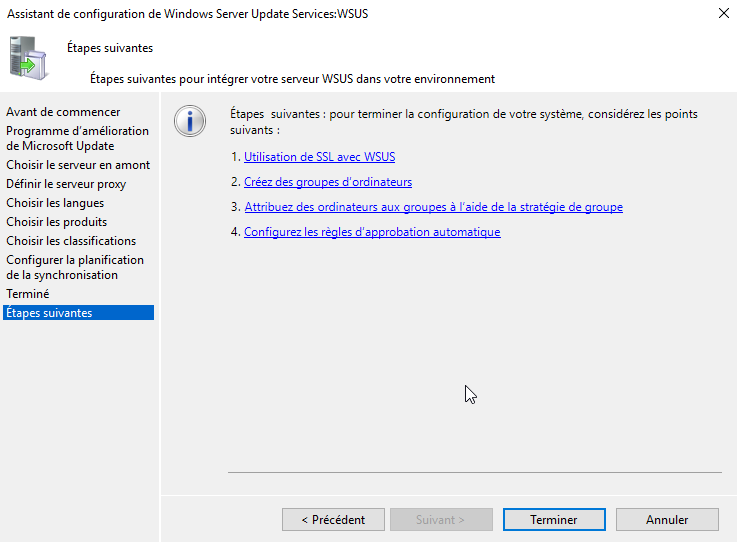 Assistant de configuration de Windows Server Update Services:WSUS
Étapes suivantes
Étapes suivantes pour intégrer votre serveur WSUS dans votre environnement
Avant de commencer
Programme d'amélioration
de Microsoft Update
Choisir le serveur en amont
Définir le serveur proxy
Choisir les langues
Choisir les produits
Choisir les classifications
Configurer la planification
de la synchronisation
Terminé
Étapes suivantes
Étapes  suivantes : pour terminer la configuration de votre système, considérez les points
suivants :
1. Utilisation de SSL avec WSUS
2. Créez des groupes d'ordinateurs
3. Attribuez des ordinateurs aux groupes à l'aide de la stratégie de groupe
4. Configurez les règles d'approbation automatique
< Précédent
Suivant >
Terminer
Annuler